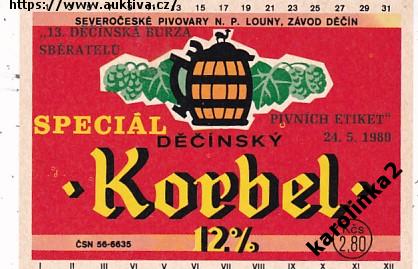 https://www.auktiva.cz/
13 15 17 19 21 23 25 27 29 31
SEVEROČESKÉ PIVOVARY N. P. LOUNY, ZÁVOD DĚČÍN
„13. DĚČÍNSKÁ BURZA
SBĚRATELŮ
PIVNÍCH ETIKET"
24. 5. 1980
SPECIÁL
DĚČÍNSKÝ
· Korbel ·
12%
ČSN 56-6635
KČS
2,80
karolinka2
I II III IV V VI VII VIII IX X XI XII